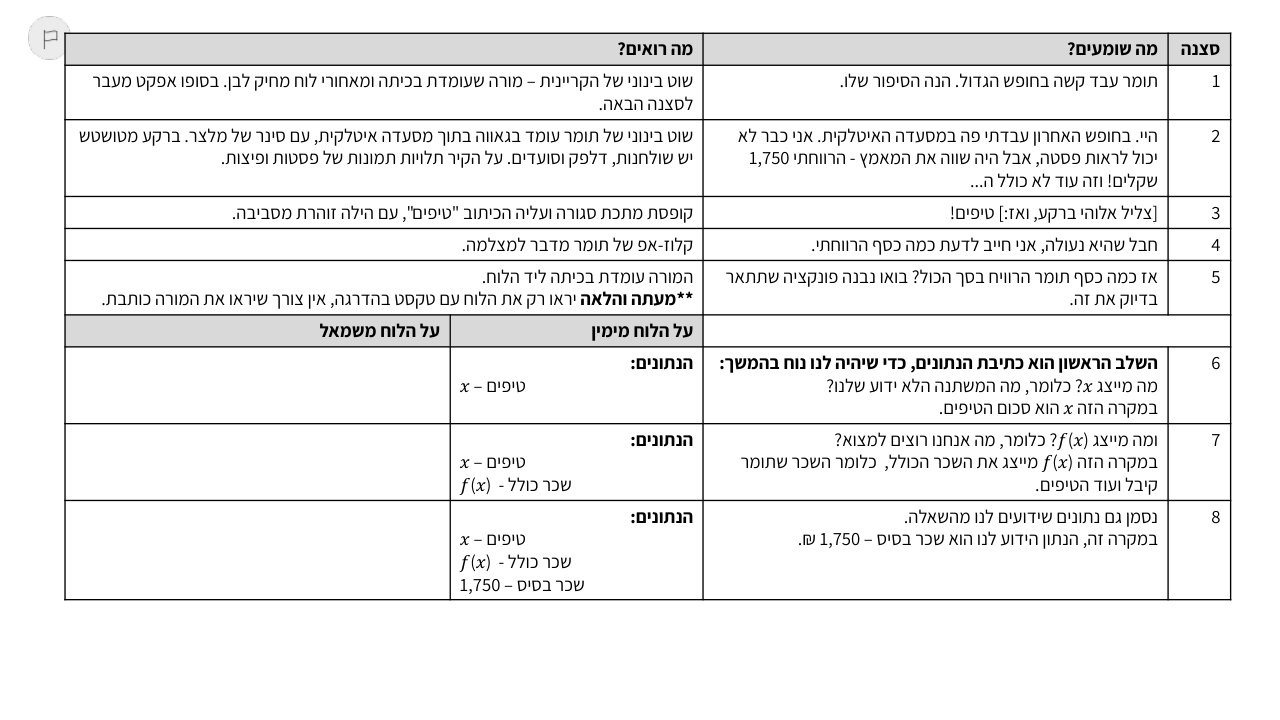 סצנה
מה שומעים?
מה רואים?
1
תומר עבד קשה בחופש הגדול. הנה הסיפור שלו.
שוט בינוני של הקריינית – מורה שעומדת בכיתה ומאחורי לוח מחיק לבן. בסופו אפקט מעבר
לסצנה הבאה.
2
היי. בחופש האחרון עבדתי פה במסעדה האיטלקית. אני כבר לא
יכול לראות פסטה, אבל היה שווה את המאמץ - הרווחתי 1,750
שקלים! וזה עוד לא כולל ה...
שוט בינוני של תומר עומד בגאווה בתוך מסעדה איטלקית, עם סינר של מלצר. ברקע מטושטש
יש שולחנות, דלפק וסועדים. על הקיר תלויות תמונות של פסטות ופיצות.
3
[צליל אלוהי ברקע, ואז:] טיפים!
קופסת מתכת סגורה ועליה הכיתוב "טיפים", עם הילה זוהרת מסביבה.
4
חבל שהיא נעולה, אני חייב לדעת כמה כסף הרווחתי.
קלוז-אפ של תומר מדבר למצלמה.
5
אז כמה כסף תומר הרוויח בסך הכול? בואו נבנה פונקציה שתתאר
בדיוק את זה.
המורה עומדת בכיתה ליד הלוח.
**מעתה והלאה יראו רק את הלוח עם טקסט בהדרגה, אין צורך שיראו את המורה כותבת.
על הלוח מימין
על הלוח משמאל
6
השלב הראשון הוא כתיבת הנתונים, כדי שיהיה לנו נוח בהמשך:
מה מייצג x? כלומר, מה המשתנה הלא ידוע שלנו?
במקרה הזה x הוא סכום הטיפים.
הנתונים:
טיפים – x
7
ומה מייצג f(x)? כלומר, מה אנחנו רוצים למצוא?
במקרה הזה f(x) מייצג את השכר הכולל, כלומר השכר שתומר
קיבל ועוד הטיפים.
הנתונים:
טיפים – x
שכר כולל - f(x)
8
נסמן גם נתונים שידועים לנו מהשאלה.
במקרה זה, הנתון הידוע לנו הוא שכר בסיס – 1,750 ₪.
הנתונים:
טיפים – x
שכר כולל - f(x)
שכר בסיס – 1,750